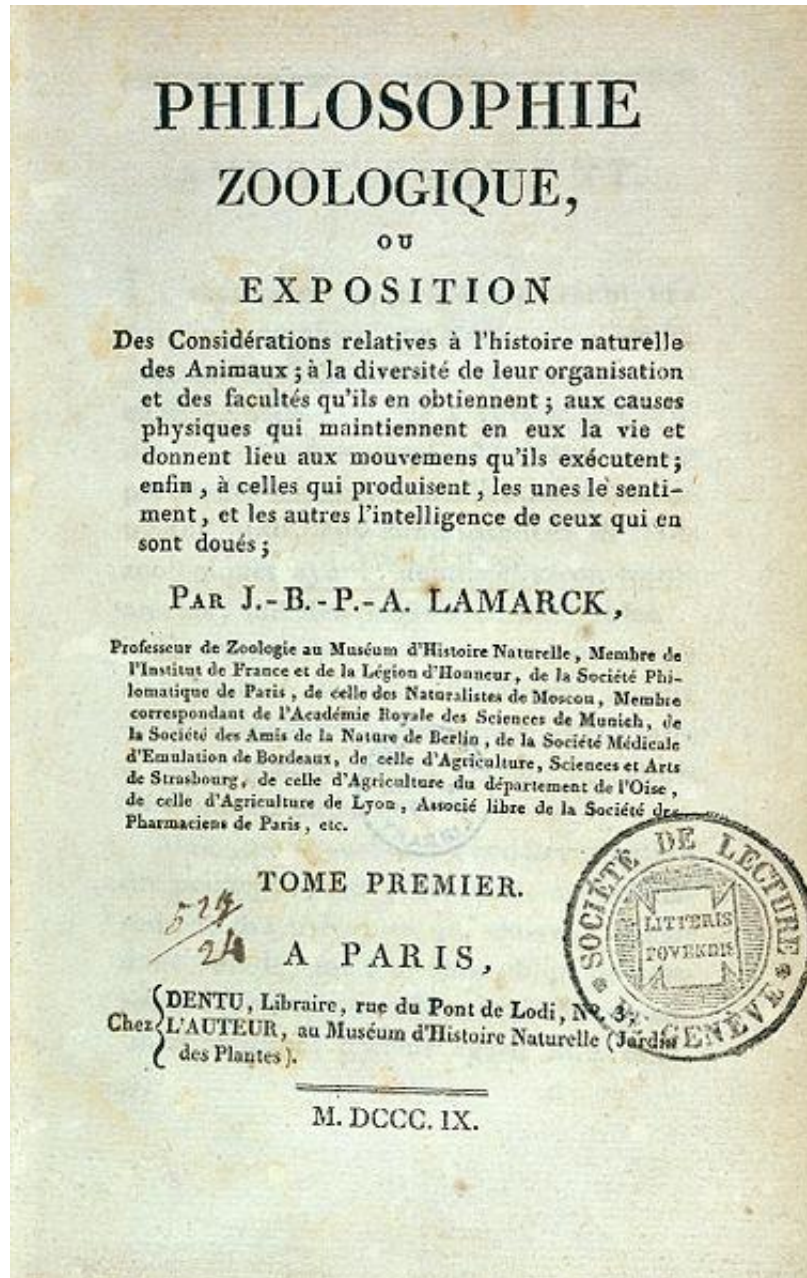 PHILOSOPHIE
ZOOLOGIQUE,
OU
EXPOSITION
Des Considérations relatives à l'histoire naturelle
des Animaux ; à la diversité de leur organisation
et des facultés qu'ils en obtiennent ; aux causes
physiques qui maintiennent en eux la vie et
donnent lieu aux mouvemens qu'ils exécutent ;
enfin , à celles qui produisent , les unes le senti-
ment , et les autres l'intelligence de ceux qui en
sont doués ;
PAR J.-B.-P.-A. LAMARCK ,
Professeur de Zoologie au Muséum d'Histoire Naturelle , Membre de
l'Institut de France et de la Légion d'Honneur , de la Société Phi-
lomatique de Paris , de celle des Naturalistes de Moscou , Membre
correspondant de l'Académie Royale des Sciences de Munich , de
la Société des Amis de la Nature de Berlin , de la Société Médicale
d'Emulation de Bordeaux , de celle d'Agriculture , Sciences et Arts
de Strasbourg , de celle d'Agriculture du département de l'Oise ,
de celle d'Agriculture de Lyon , Associé libre de la Société des
Pharmaciens de Paris , etc.
TOME PREMIER.
24
A PARIS ,
SOCIÉTÉ DE LECTURE
DE GENÈVE
LITTERIS
FOVENDIS
DENTU , Libraire , rue du Pont de Lodi , N°. 3 ;
Chez L'AUTEUR , au Muséum d'Histoire Naturelle ( Jardin
des Plantes ).
M. DCCC. IX.